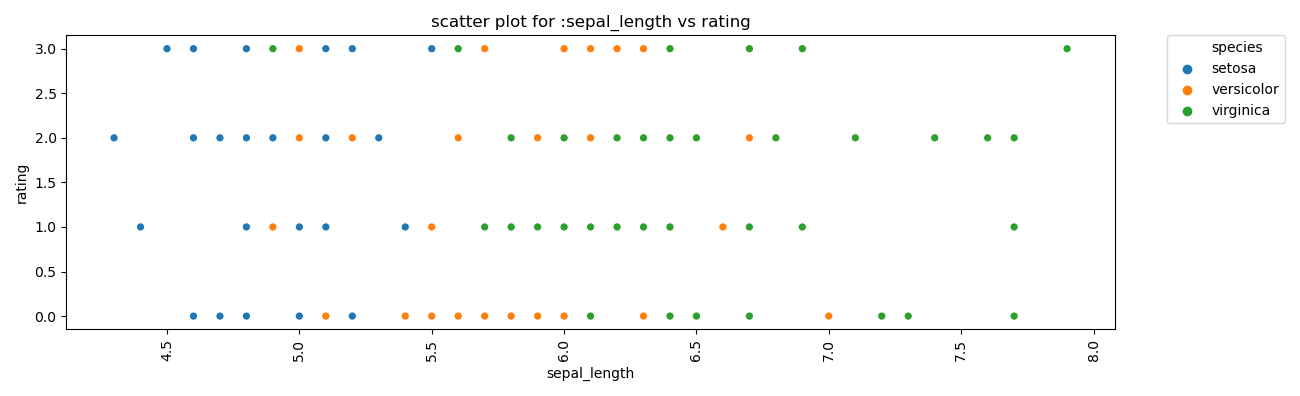 scatter plot for :sepal_length vs rating
species
setosa
versicolor
virginica
rating
3.0
2.5
2.0
1.5
1.0
0.5
0.0
4.5
5.0
5.5
6.0
6.5
7.0
7.5
8.0
sepal_length